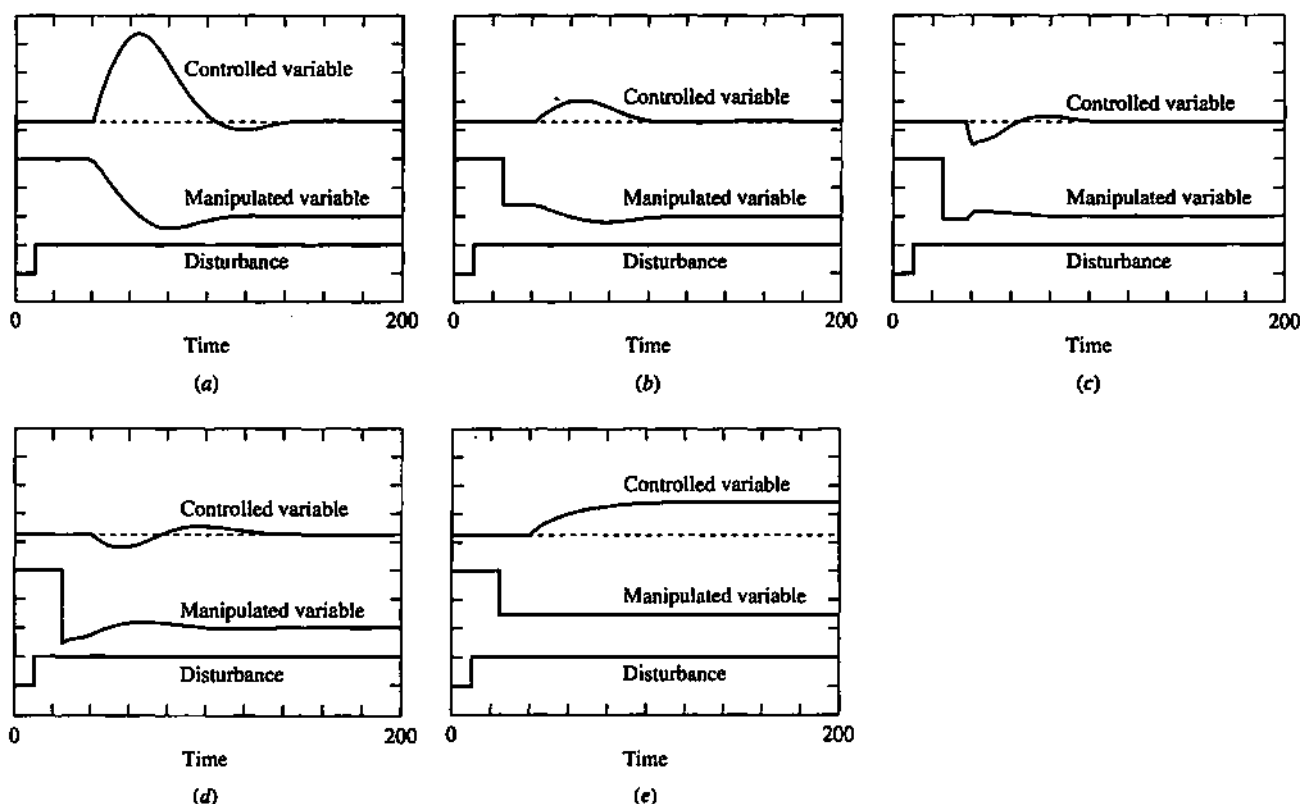 Controlled variable
Manipulated variable
Disturbance
0
200
Time
(a)
Controlled variable
Manipulated variable
Disturbance
0
200
Time
(b)
Controlled variable
Manipulated variable
Disturbance
0
200
Time
(c)
Controlled variable
Manipulated variable
Disturbance
0
200
Time
(d)
Controlled variable
Manipulated variable
Disturbance
0
200
Time
(e)